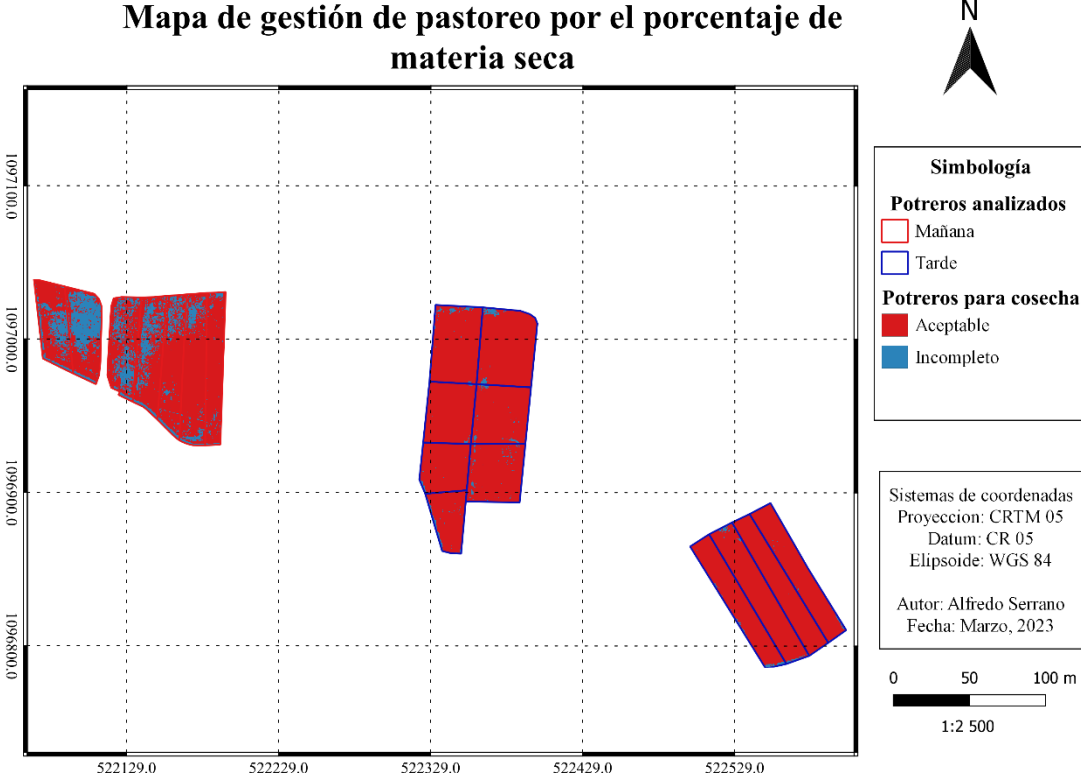 Mapa de gestión de pastoreo por el porcentaje de
materia seca
N
1097100.0
1097000.0
1096900.0
1096800.0
522129.0
522229.0
522329.0
522429.0
522529.0
Simbología
Potreros analizados
Mañana
Tarde
Potreros para cosecha
Aceptable
Incompleto
Sistemas de coordenadas
Proyeccion: CRTM 05
Datum: CR 05
Elipsoide: WGS 84
Autor: Alfredo Serrano
Fecha: Marzo, 2023
0 50 100 m
1:2 500